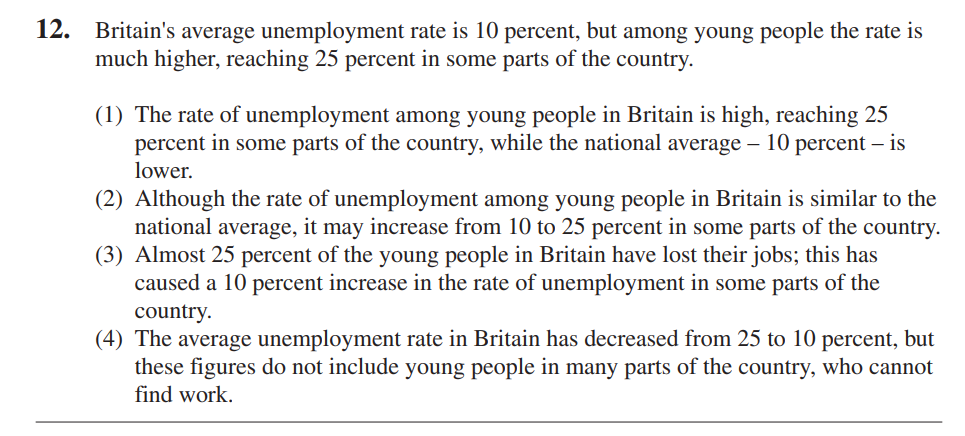 12. Britain's average unemployment rate is 10 percent, but among young people the rate is
much higher, reaching 25 percent in some parts of the country.
(1) The rate of unemployment among young people in Britain is high, reaching 25
percent in some parts of the country, while the national average – 10 percent – is
lower.
(2) Although the rate of unemployment among young people in Britain is similar to the
national average, it may increase from 10 to 25 percent in some parts of the country.
(3) Almost 25 percent of the young people in Britain have lost their jobs; this has
caused a 10 percent increase in the rate of unemployment in some parts of the
country.
(4) The average unemployment rate in Britain has decreased from 25 to 10 percent, but
these figures do not include young people in many parts of the country, who cannot
find work.